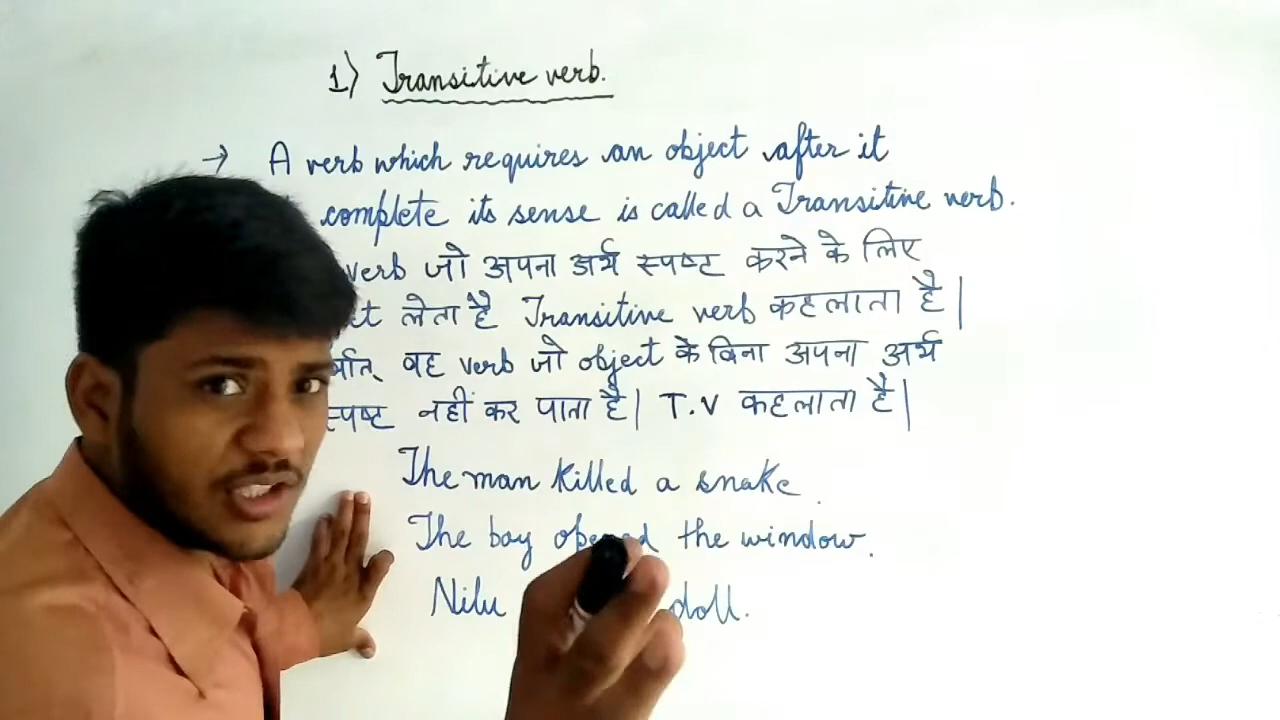 1) Transitive verb.
→ A verb which requires an object after it
complete its sense is called a Transitive verb.
verb जो अपना अर्थ स्पष्ट करने के लिए
लेता है Transitive verb कहलाता है |
वह verb जो object के बिना अपना अर्थ
स्पष्ट नहीं कर पाता है | T.V कहलाता है |
The man killed a snake.
The boy opened the window.
Nilu doll.